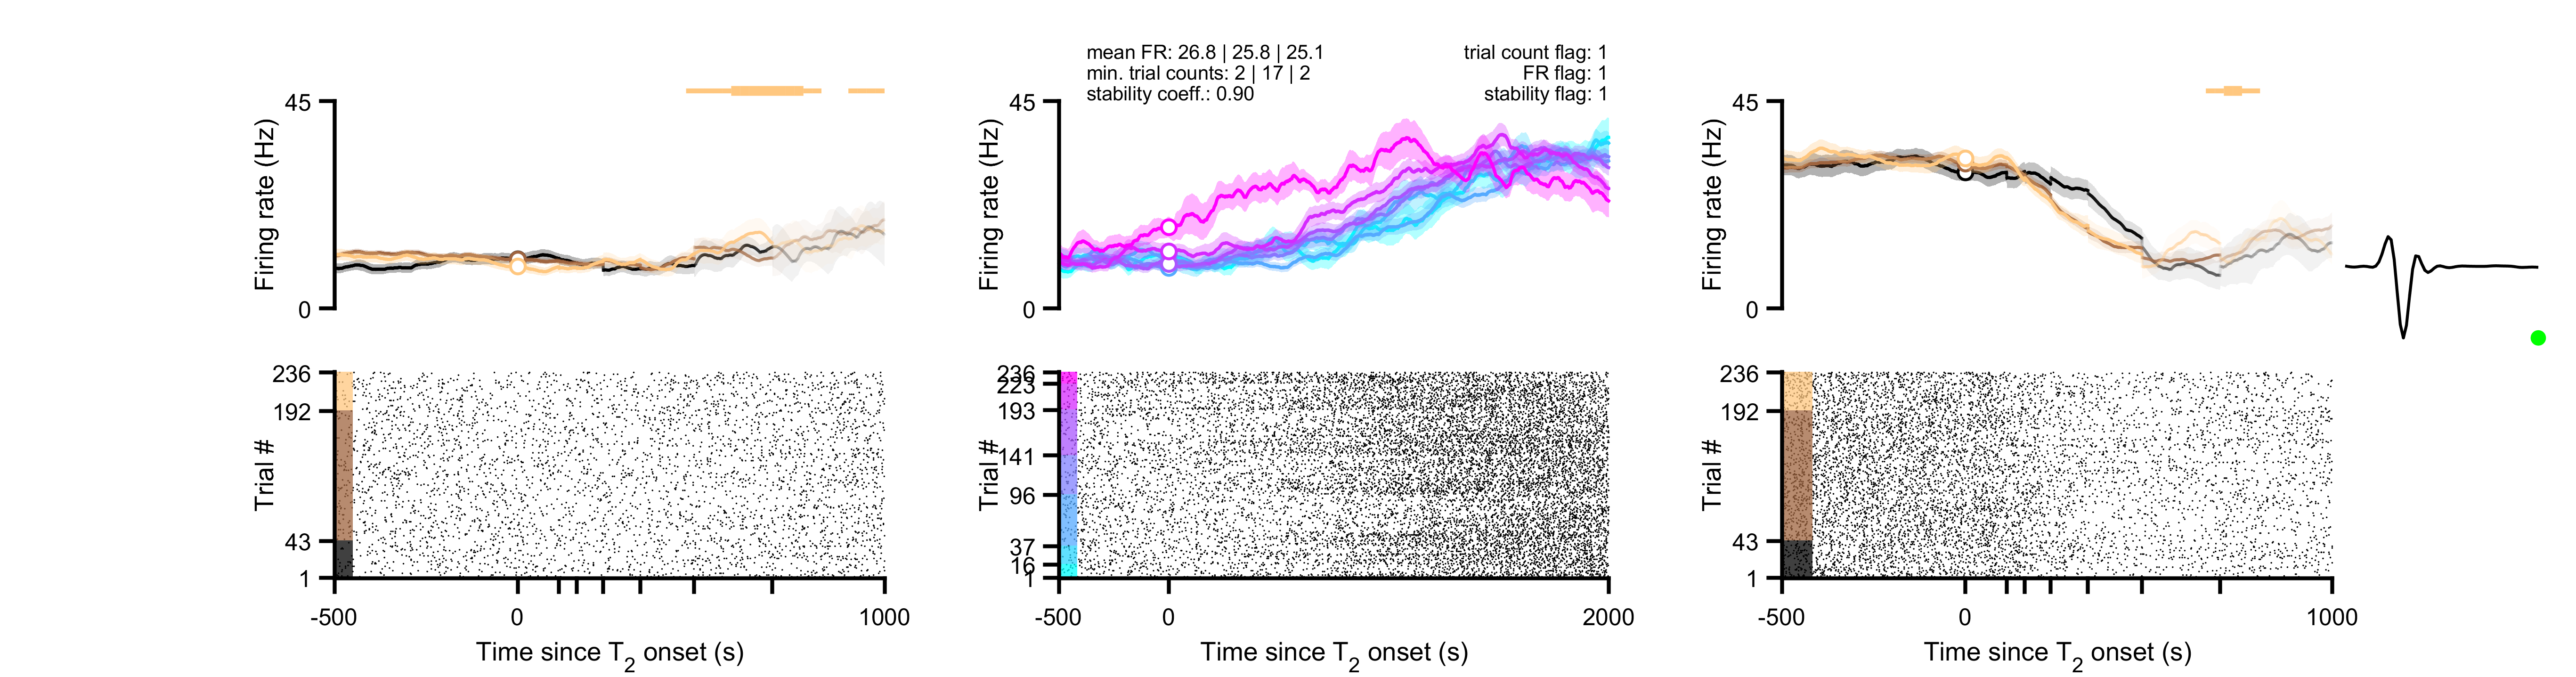 mean FR: 26.8 | 25.8 | 25.1
min. trial counts: 2 | 17 | 2
stability coeff.: 0.90
trial count flag: 1
FR flag: 1
stability flag: 1
45
Firing rate (Hz)
0
45
Firing rate (Hz)
0
45
Firing rate (Hz)
0
236
192
Trial #
43
1
-500
0
1000
Time since T2 onset (s)
236
223
193
141
Trial #
96
37
16
1
-500
0
2000
Time since T2 onset (s)
236
192
Trial #
43
1
-500
0
1000
Time since T2 onset (s)